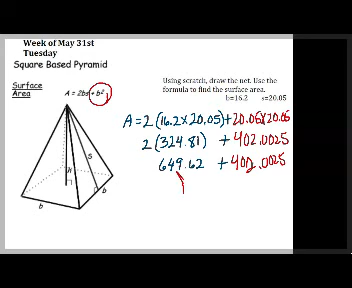 Week of May 31st
Tuesday
Square Based Pyramid
Surface
Area
A = 2bs + b²
Using scratch, draw the net. Use the
formula to find the surface area.
b=16.2 s=20.05
A = 2 (16.2 x 20.05) + 20.05 x 20.05
2 (324.81) + 402.0025
649.62 + 402.0025
s
h
b
b